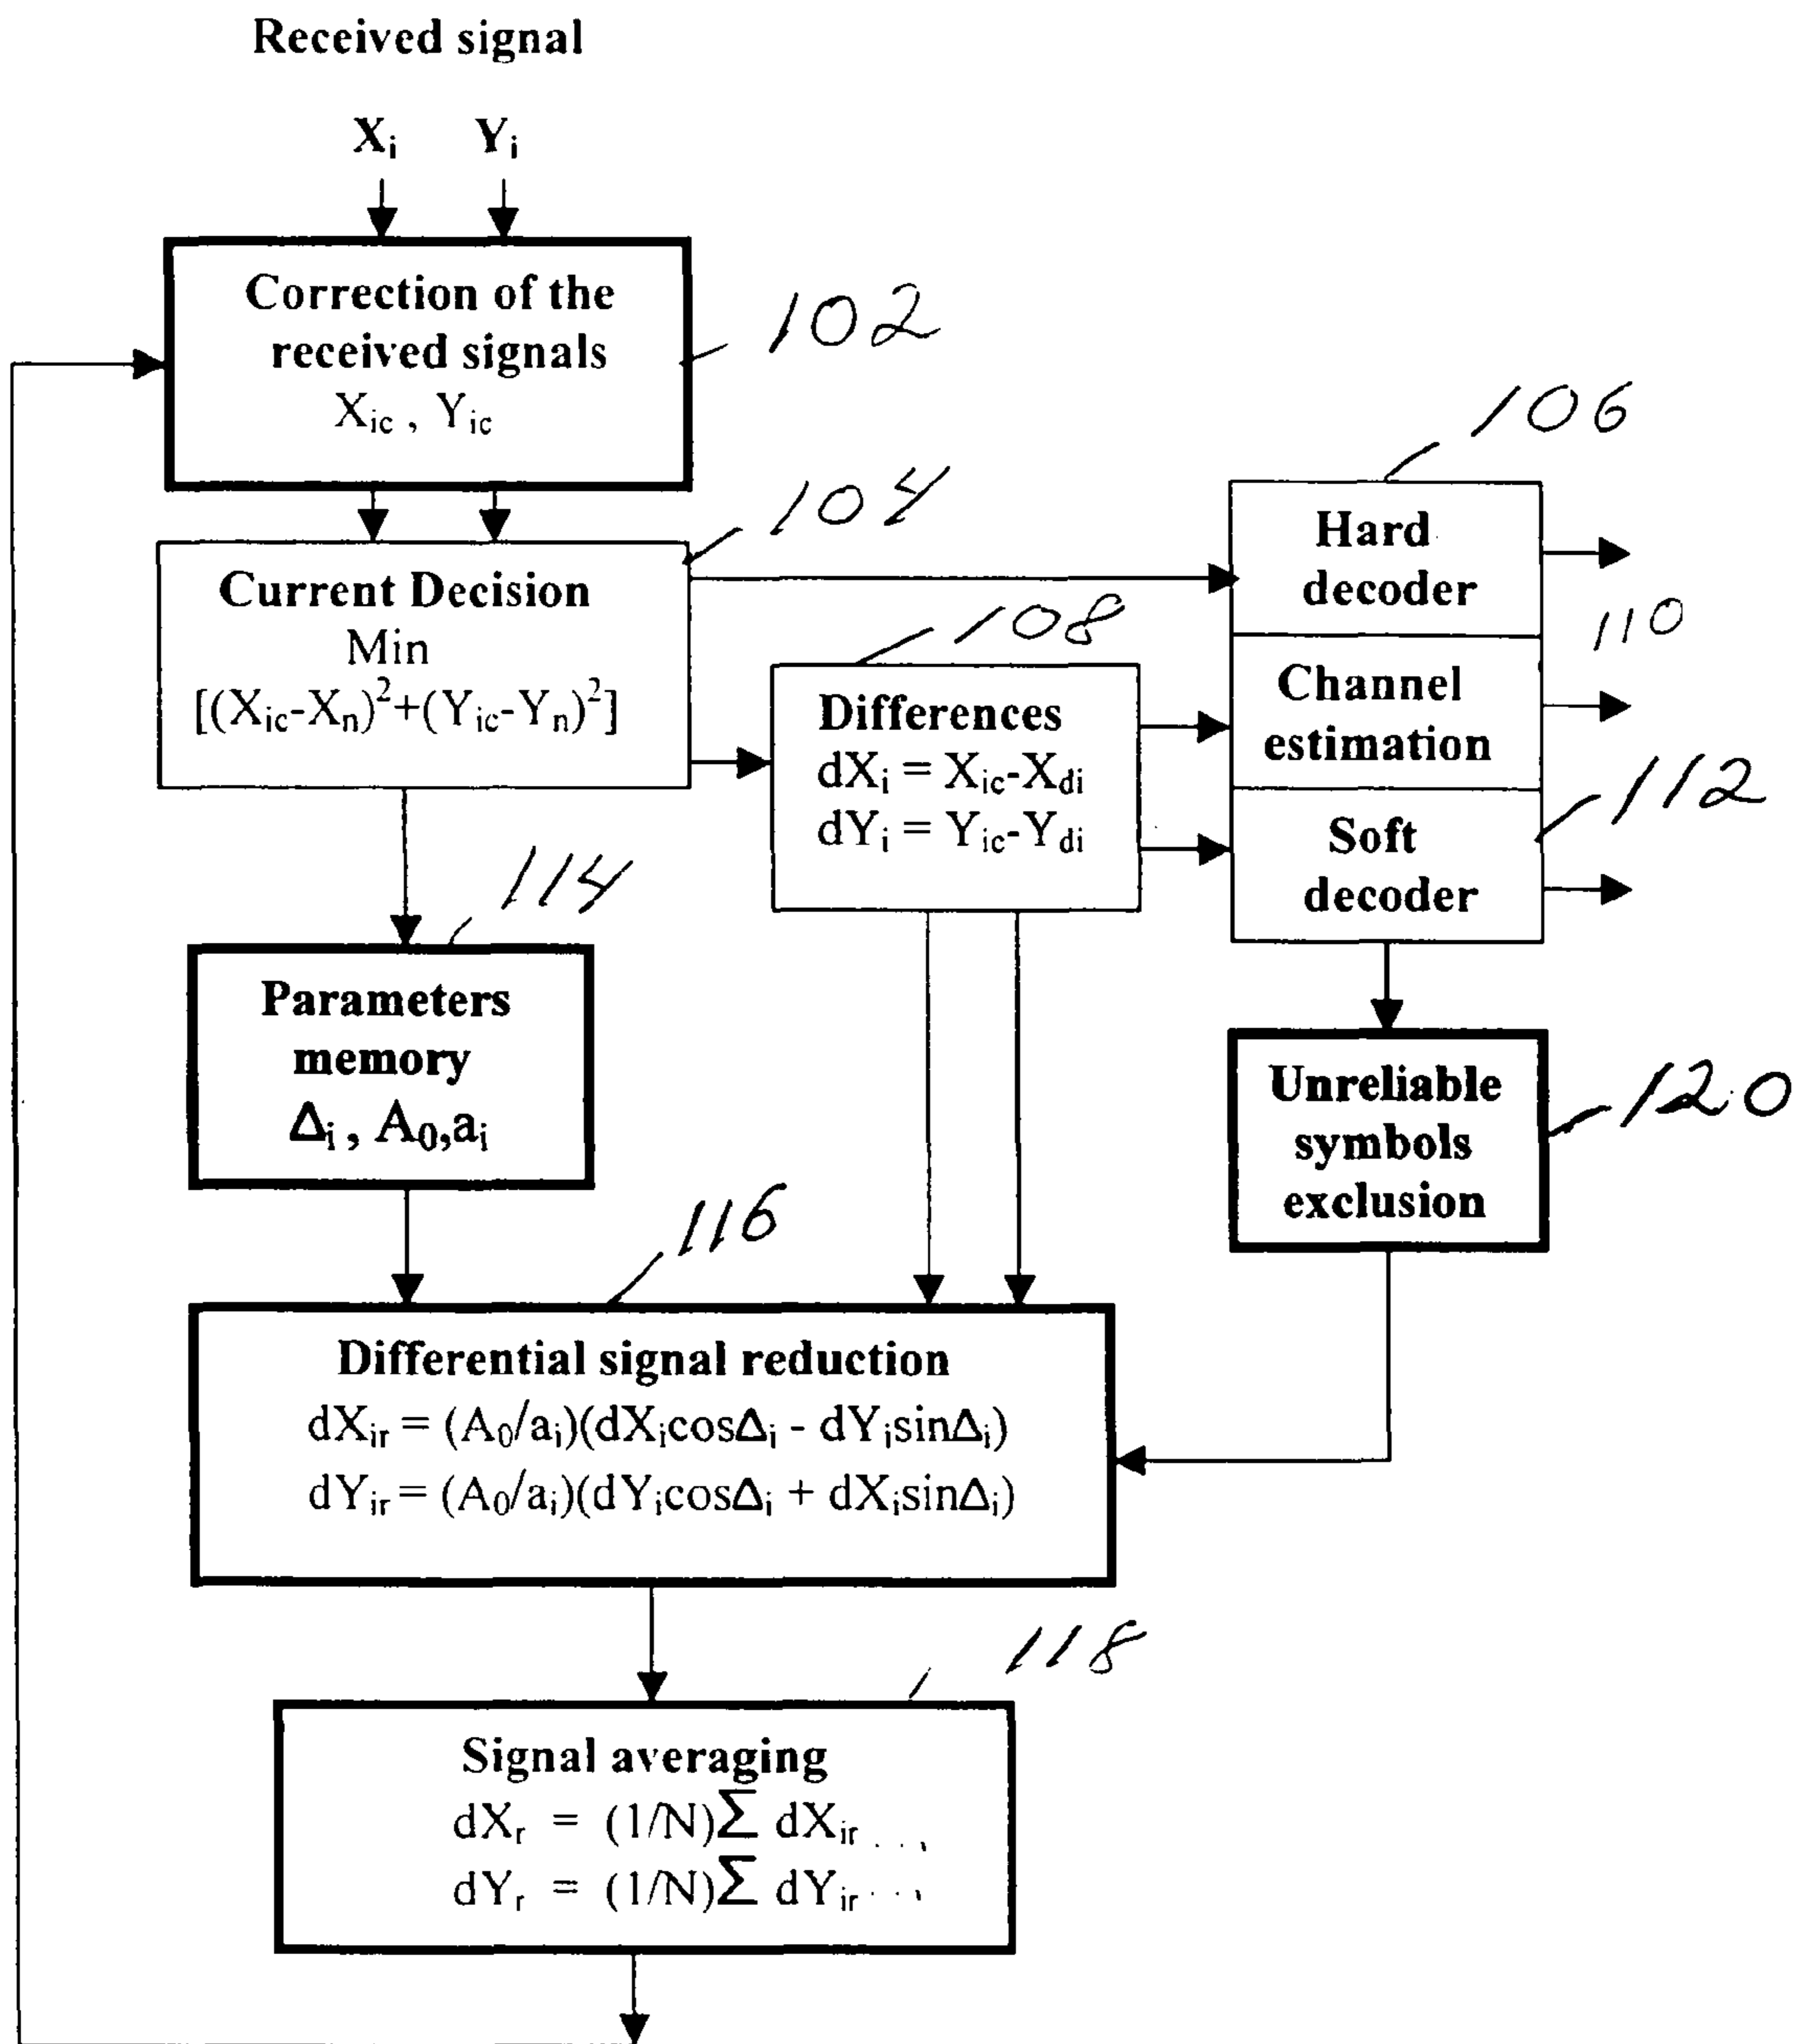 Received signal
Xᵢ Yᵢ
Correction of the
received signals
X_ic , Y_ic
102
Current Decision
Min
[(X_ic-X_n)²+(Y_ic-Y_n)²]
104
Hard
decoder
106
Channel
estimation
110
Soft
decoder
112
Differences
dX_i = X_ic-X_di
dY_i = Y_ic-Y_di
108
Parameters
memory
Δ_i , A_0,a_i
114
Unreliable
symbols
exclusion
120
Differential signal reduction
dX_ir = (A_0/a_i)(dX_icosΔ_i - dY_isinΔ_i)
dY_ir = (A_0/a_i)(dY_icosΔ_i + dX_isinΔ_i)
116
Signal averaging
dX_r = (1/N)Σ dX_ir
dY_r = (1/N)Σ dY_ir
118